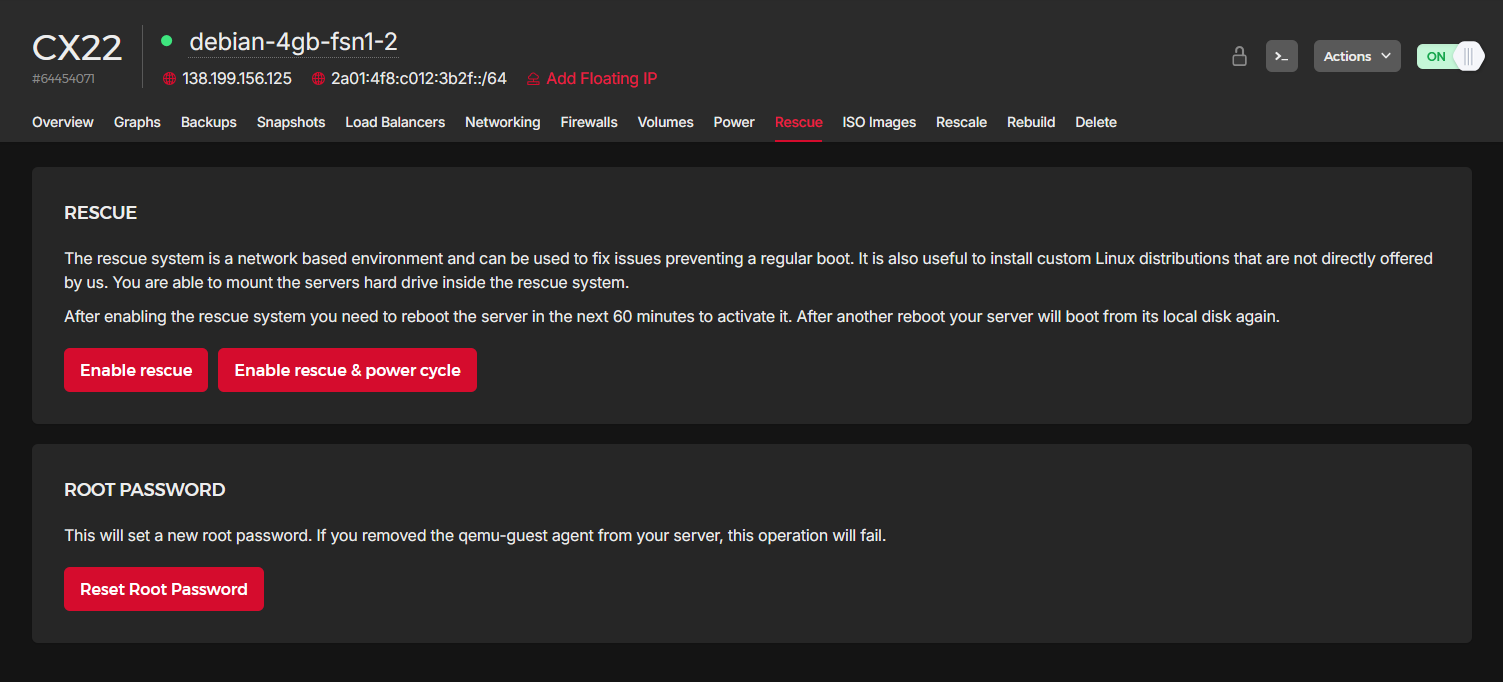 CX22
#64454071
debian-4gb-fsn1-2
138.199.156.125 2a01:4f8:c012:3b2f::/64 Add Floating IP
>_ Actions ON
Overview Graphs Backups Snapshots Load Balancers Networking Firewalls Volumes Power Rescue ISO Images Rescale Rebuild Delete
RESCUE
The rescue system is a network based environment and can be used to fix issues preventing a regular boot. It is also useful to install custom Linux distributions that are not directly offered
by us. You are able to mount the servers hard drive inside the rescue system.
After enabling the rescue system you need to reboot the server in the next 60 minutes to activate it. After another reboot your server will boot from its local disk again.
Enable rescue Enable rescue & power cycle
ROOT PASSWORD
This will set a new root password. If you removed the qemu-guest agent from your server, this operation will fail.
Reset Root Password